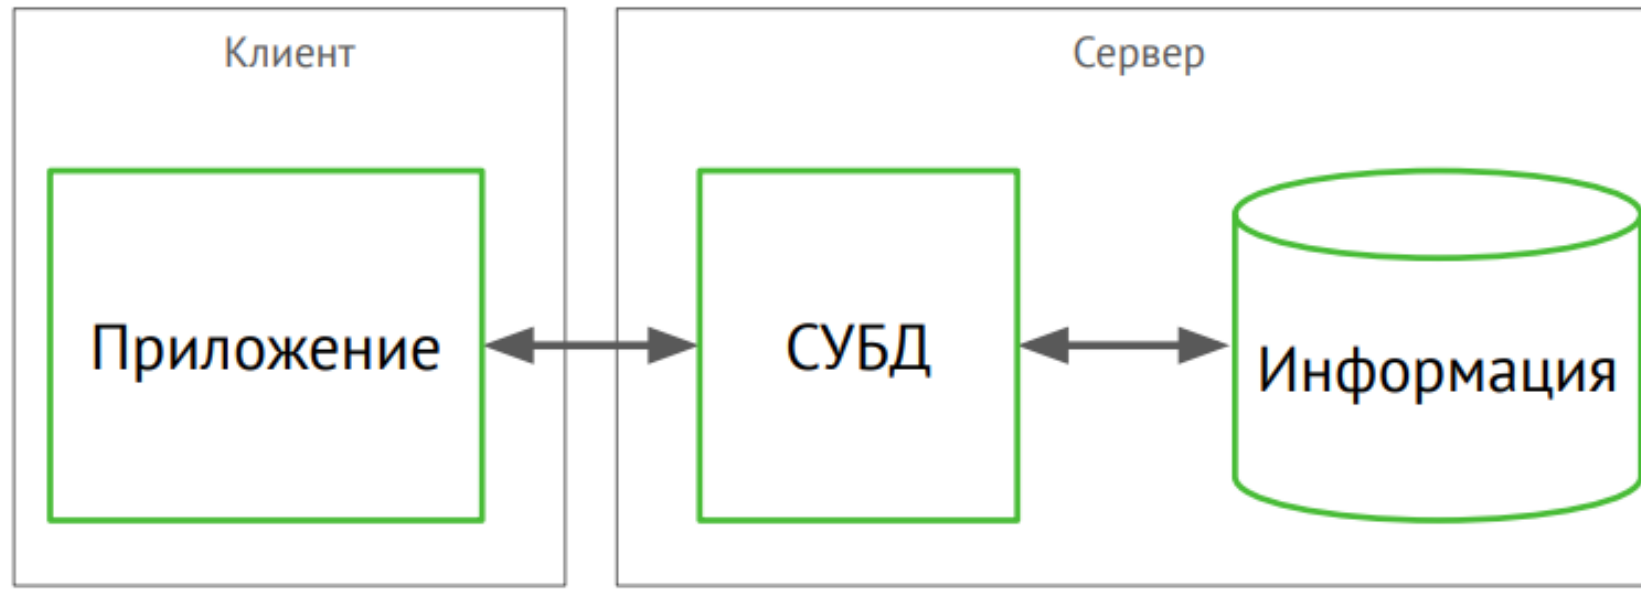 Клиент
Сервер
Приложение
СУБД
Информация